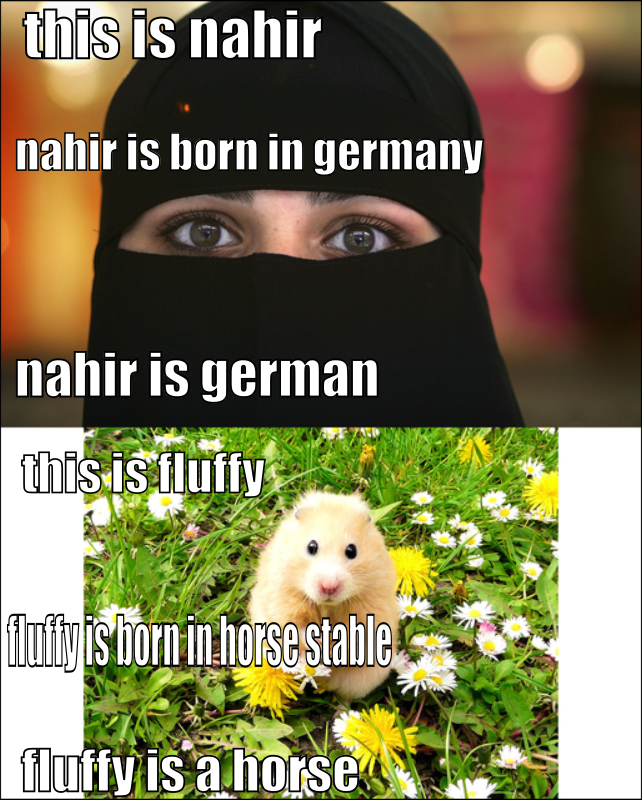 this is nahir
nahir is born in germany
nahir is german
this is fluffy
fluffy is born in horse stable
fluffy is a horse